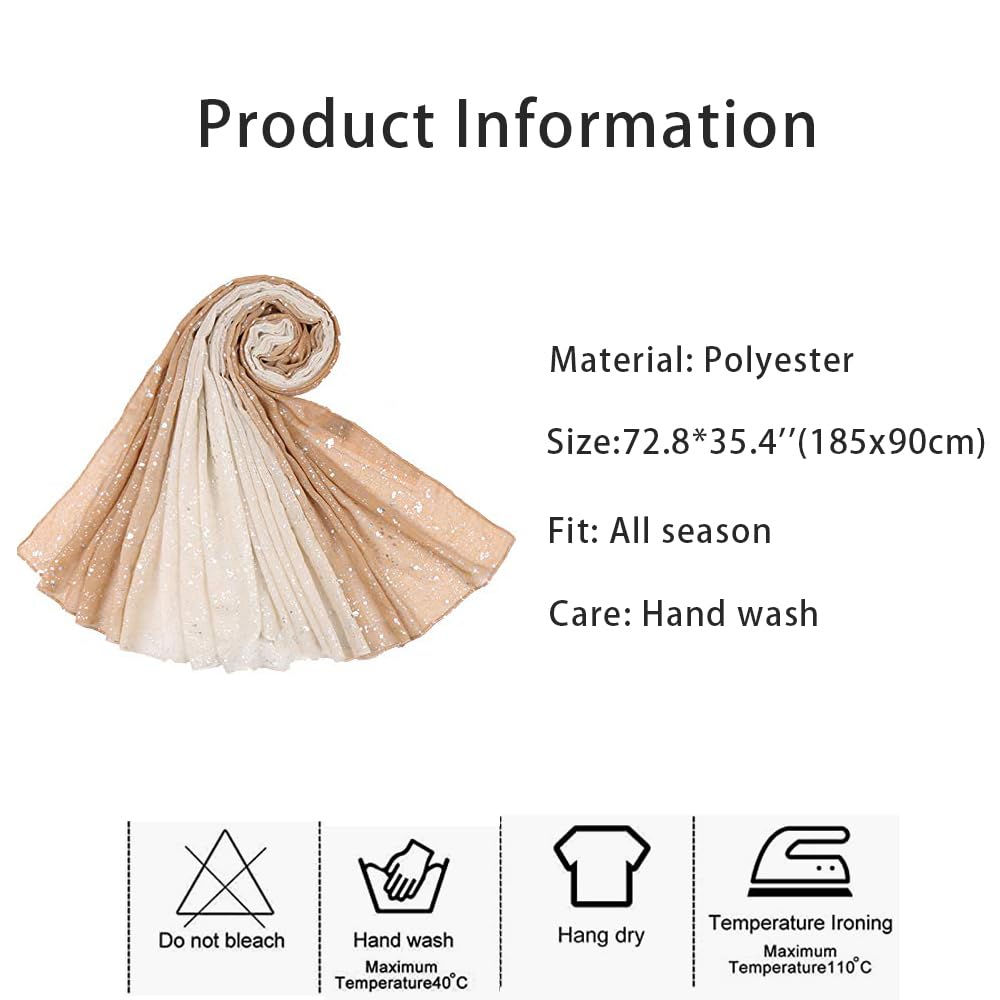 Product Information
Material: Polyester
Size:72.8*35.4’’(185x90cm)
Fit: All season
Care: Hand wash
Do not bleach
Hand wash
Maximum
Temperature40°C
Hang dry
Temperature Ironing
Maximum
Temperature110°C